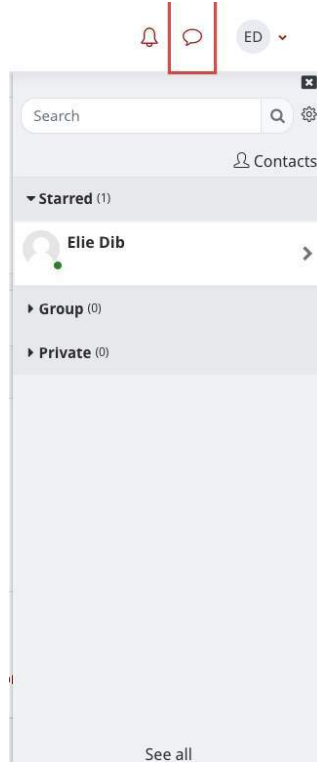 ED
Search
Contacts
Starred (1)
Elie Dib
Group (0)
Private (0)
See all